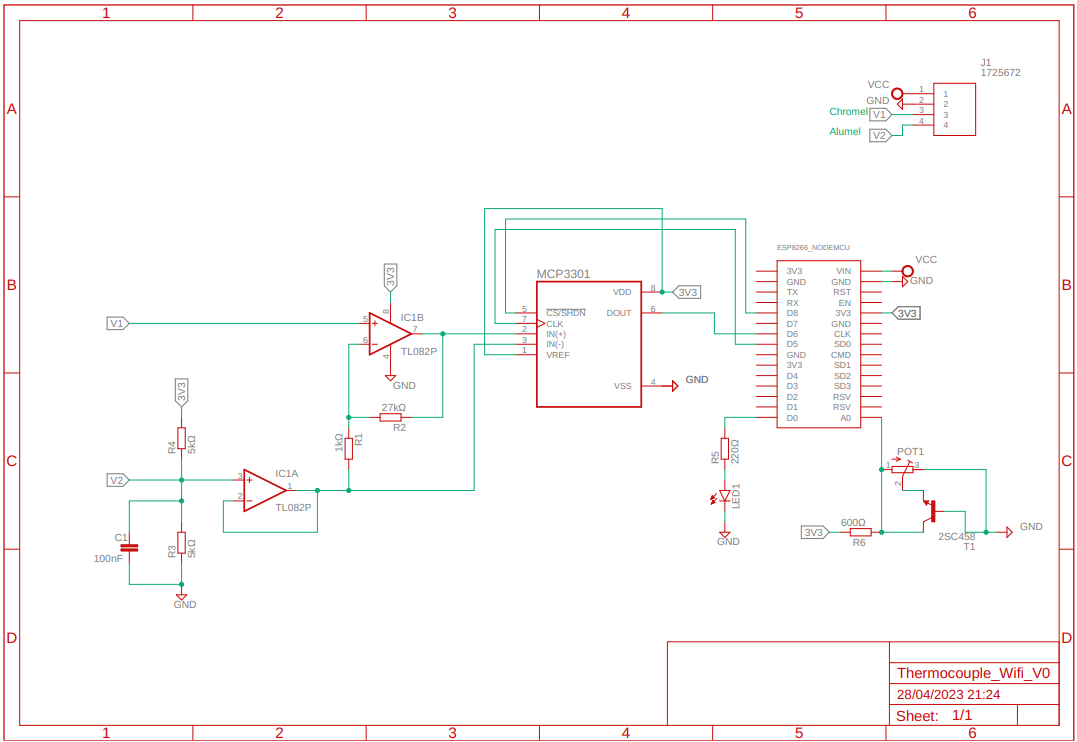 1 2 3 4 5 6
J1
1725672
VCC
GND
Chromel V1
Alumel V2
1 1
2 2
3 3
4 4
A A
ESP8266_NODEMCU
3V3 VIN VCC
GND GND GND
TX RST
RX EN
D8 3V3 3V3
D7 GND
D6 CLK
D5 SD0
GND CMD
3V3 SD1
D4 SD2
D3 SD3
D2 RSV
D1 RSV
D0 A0
MCP3301
VDD 8 3V3
5 CS/SHDN DOUT 6
7 CLK
2 IN(+)
3 IN(-)
1 VREF
VSS 4 GND
B B
3V3
8
V1 5 + IC1B
7
6 −
TL082P
4
GND
27kΩ
R2
1kΩ
R1
3V3
R4
5kΩ
C C
V2 3 + IC1A
1
2 −
TL082P
C1
100nF
R3
5kΩ
GND
R5
220Ω
LED1
GND
POT1
1 3
2
3V3
600Ω
R6
2SC458
T1
GND
D D
Thermocouple_Wifi_V0
28/04/2023 21:24
Sheet: 1/1
1 2 3 4 5 6